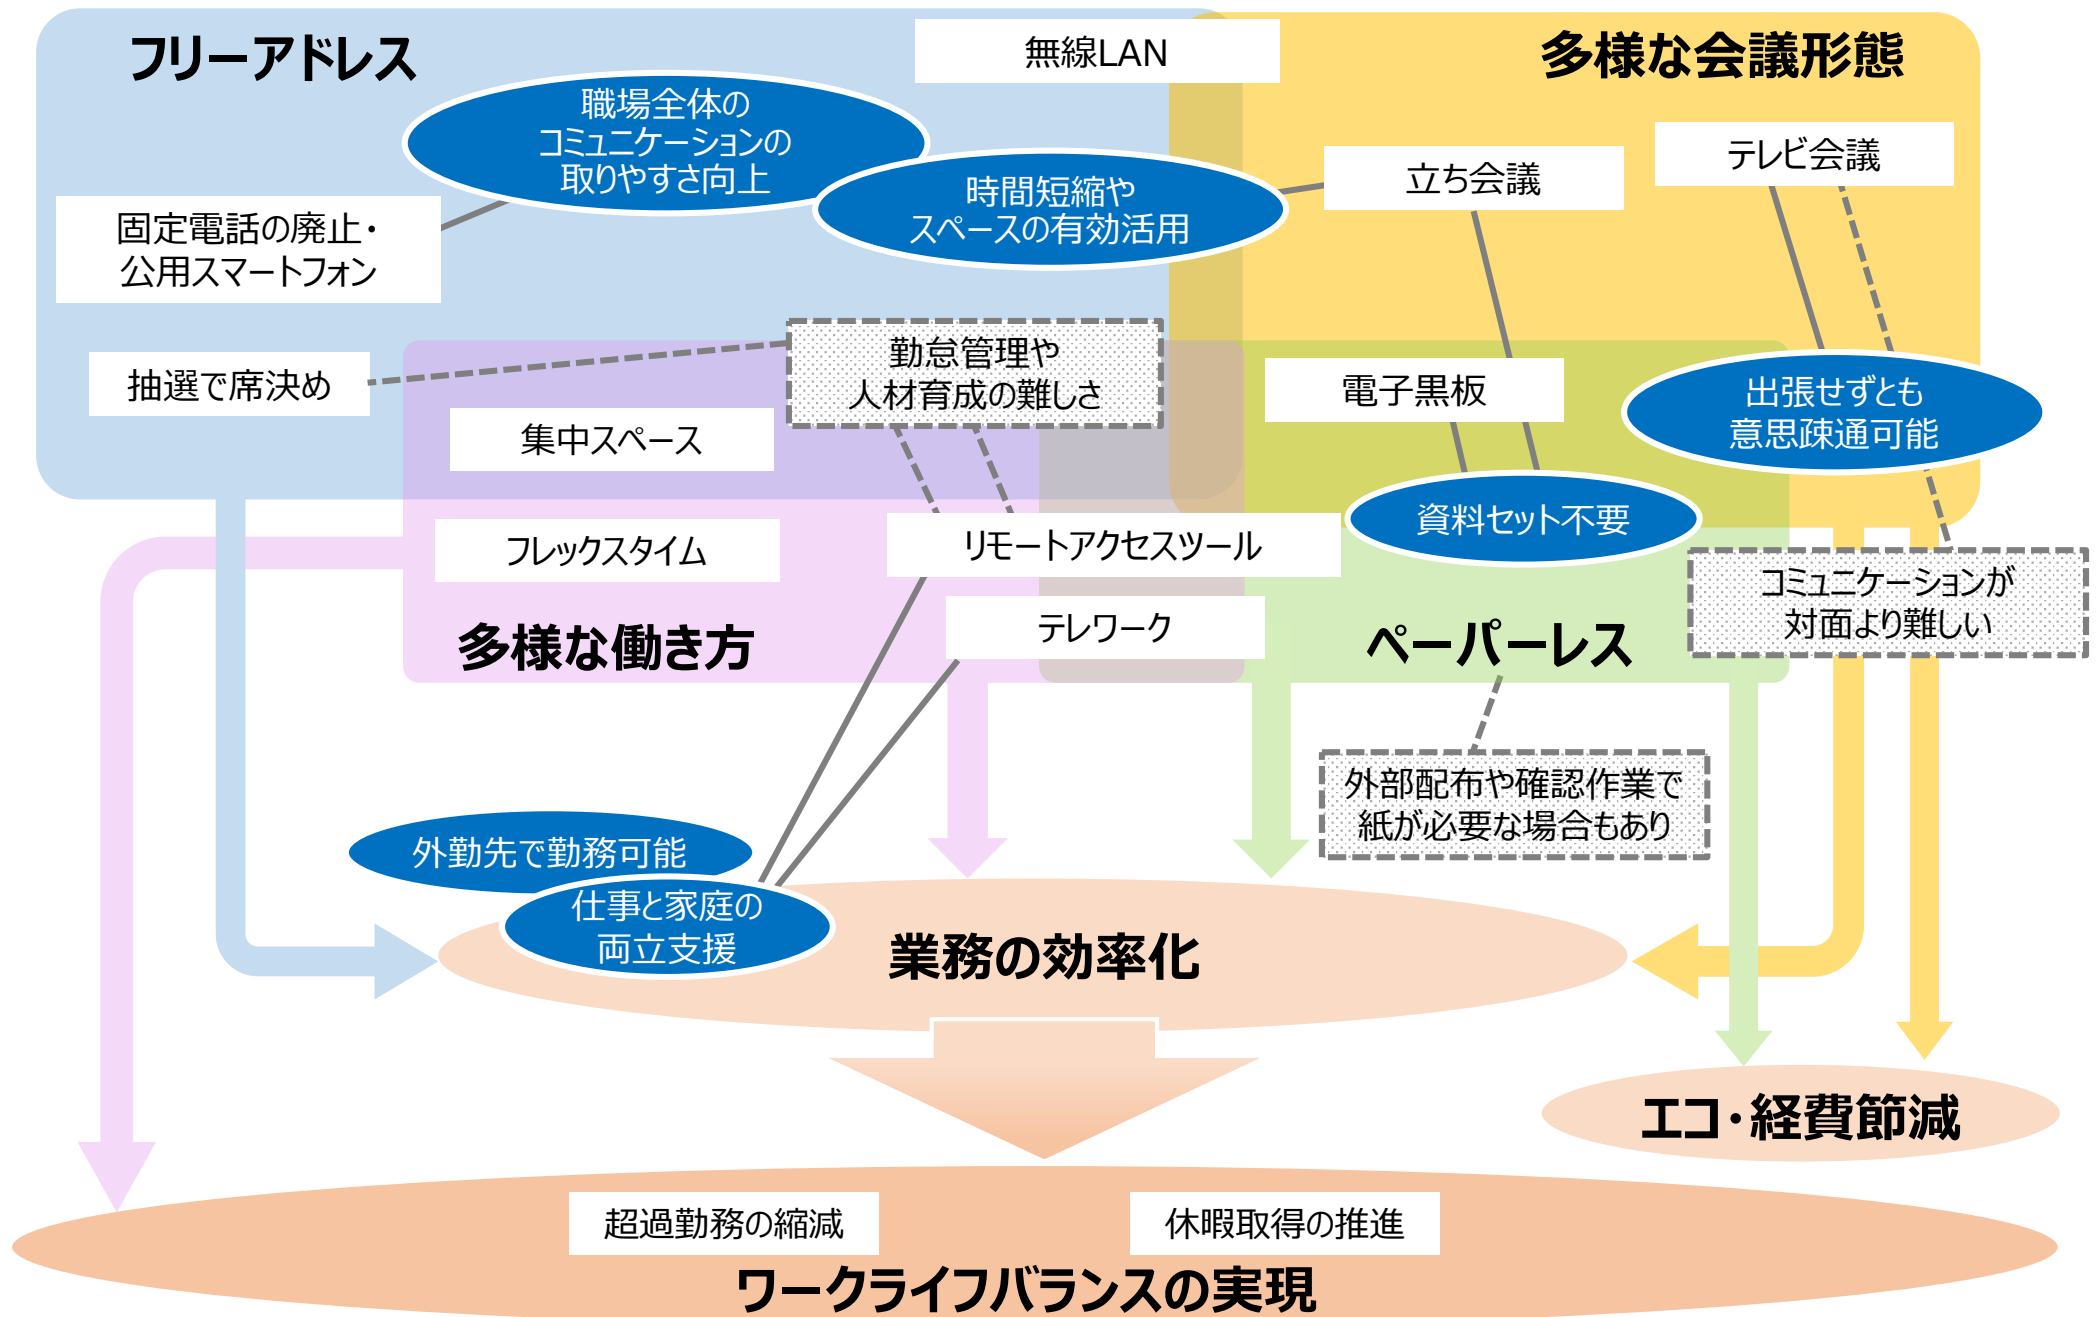 フリーアドレス
無線LAN
多様な会議形態
職場全体の
コミュニケーションの
取りやすさ向上
テレビ会議
時間短縮や
スペースの有効活用
立ち会議
固定電話の廃止・
公用スマートフォン
勤怠管理や
人材育成の難しさ
抽選で席決め
電子黒板
出張せずとも
意思疎通可能
集中スペース
資料セット不要
フレックスタイム
リモートアクセスツール
コミュニケーションが
対面より難しい
テレワーク
多様な働き方
ペーパーレス
外部配布や確認作業で
紙が必要な場合もあり
外勤先で勤務可能
仕事と家庭の
両立支援
業務の効率化
エコ・経費節減
超過勤務の縮減
休暇取得の推進
ワークライフバランスの実現